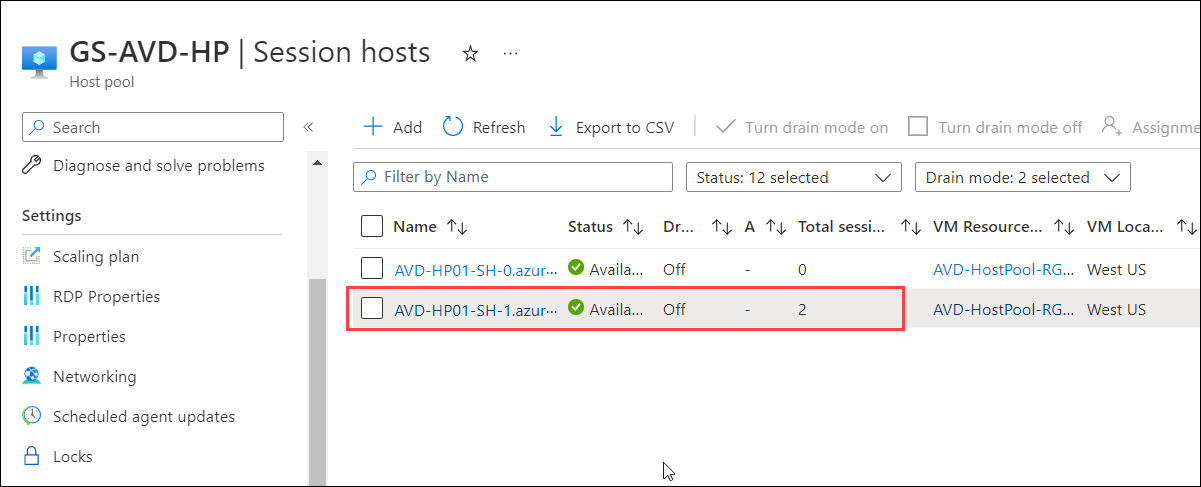 GS-AVD-HP | Session hosts
Host pool
Search
Diagnose and solve problems
Settings
Scaling plan
RDP Properties
Properties
Networking
Scheduled agent updates
Locks
Add Refresh Export to CSV Turn drain mode on Turn drain mode off Assignme
Filter by Name Status: 12 selected Drain mode: 2 selected
Name Status Dr... A Total sessi... VM Resource... VM Loca...
AVD-HP01-SH-0.azur... Availa... Off - 0 AVD-HostPool-RG... West US
AVD-HP01-SH-1.azur... Availa... Off - 2 AVD-HostPool-RG... West US